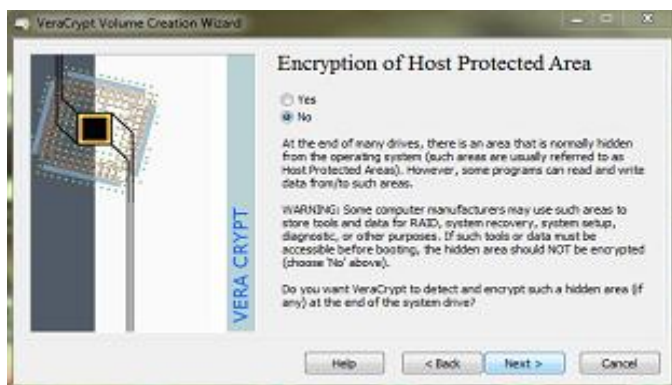 VeraCrypt Volume Creation Wizard
Encryption of Host Protected Area
Yes
No
At the end of many drives, there is an area that is normally hidden
from the operating system (such areas are usually referred to as
Host Protected Areas). However, some programs can read and write
data from/to such areas.
WARNING: Some computer manufacturers may use such areas to
store tools and data for RAID, system recovery, system setup,
diagnostic, or other purposes. If such tools or data must be
accessible before booting, the hidden area should NOT be encrypted
(choose 'No' above).
Do you want VeraCrypt to detect and encrypt such a hidden area (if
any) at the end of the system drive?
VERA CRYPT
Help
< Back
Next >
Cancel